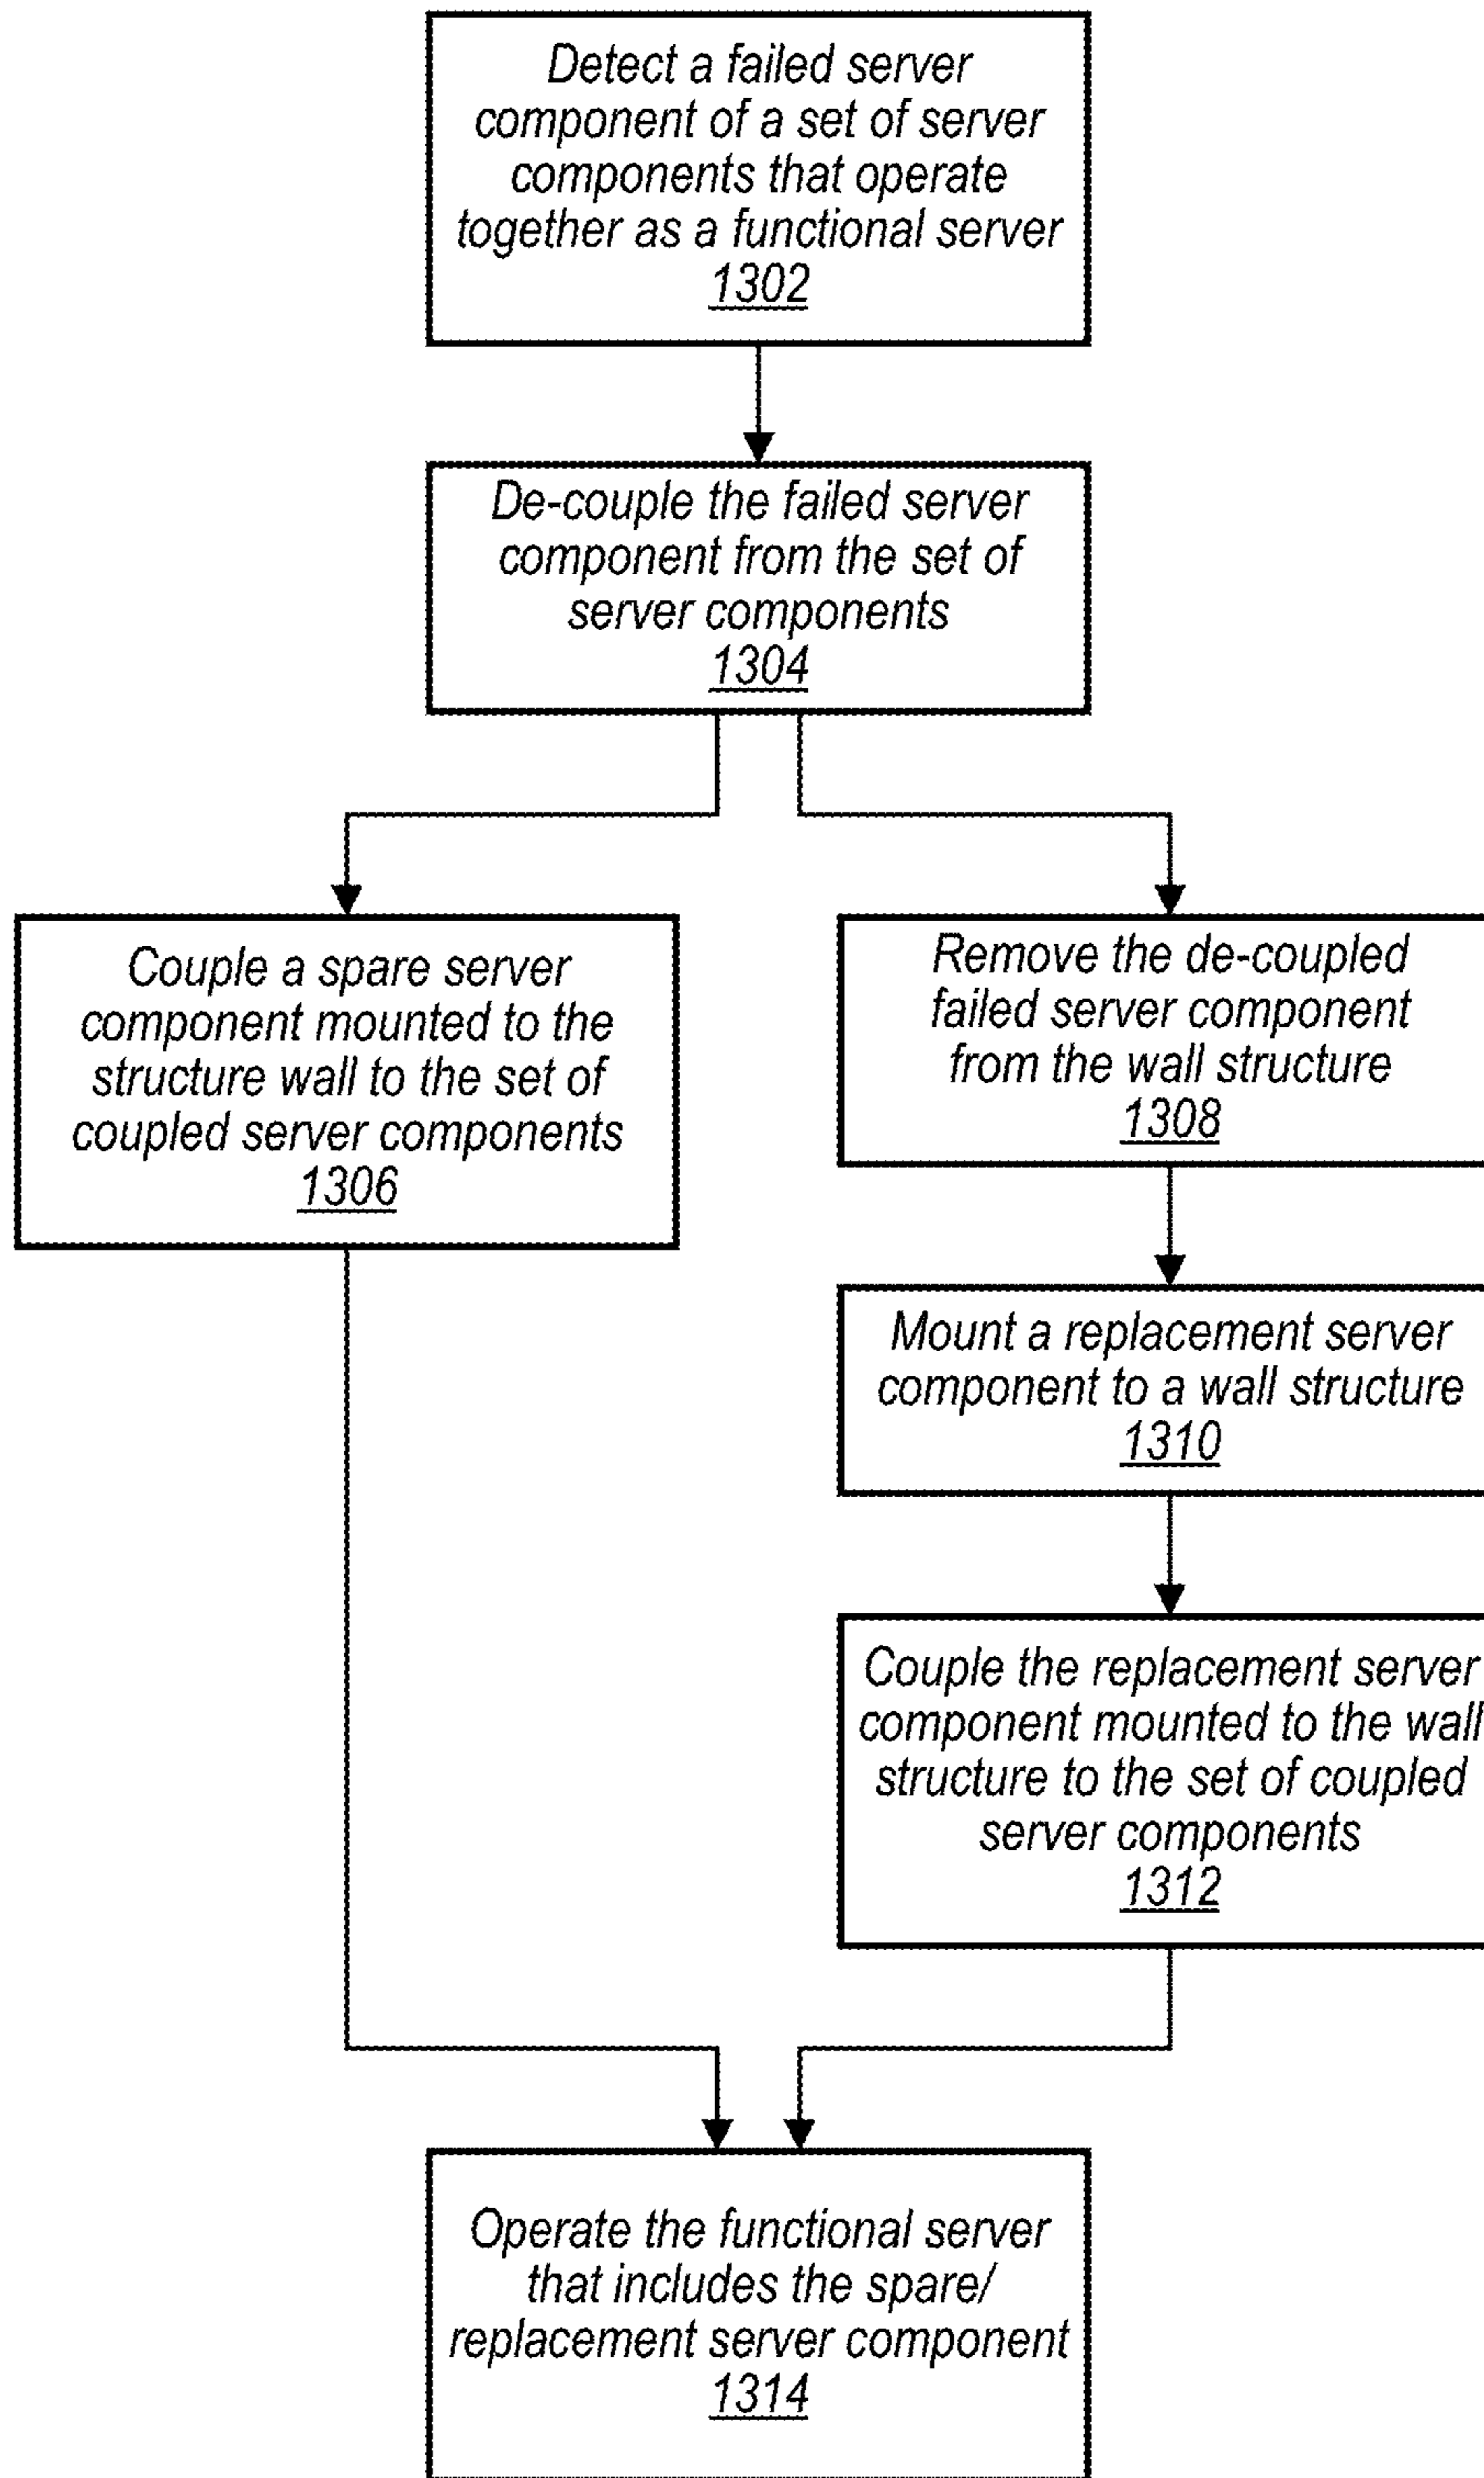 Detect a failed server
component of a set of server
components that operate
together as a functional server
1302
De-couple the failed server
component from the set of
server components
1304
Couple a spare server
component mounted to the
structure wall to the set of
coupled server components
1306
Remove the de-coupled
failed server component
from the wall structure
1308
Mount a replacement server
component to a wall structure
1310
Couple the replacement server
component mounted to the wall
structure to the set of coupled
server components
1312
Operate the functional server
that includes the spare/
replacement server component
1314